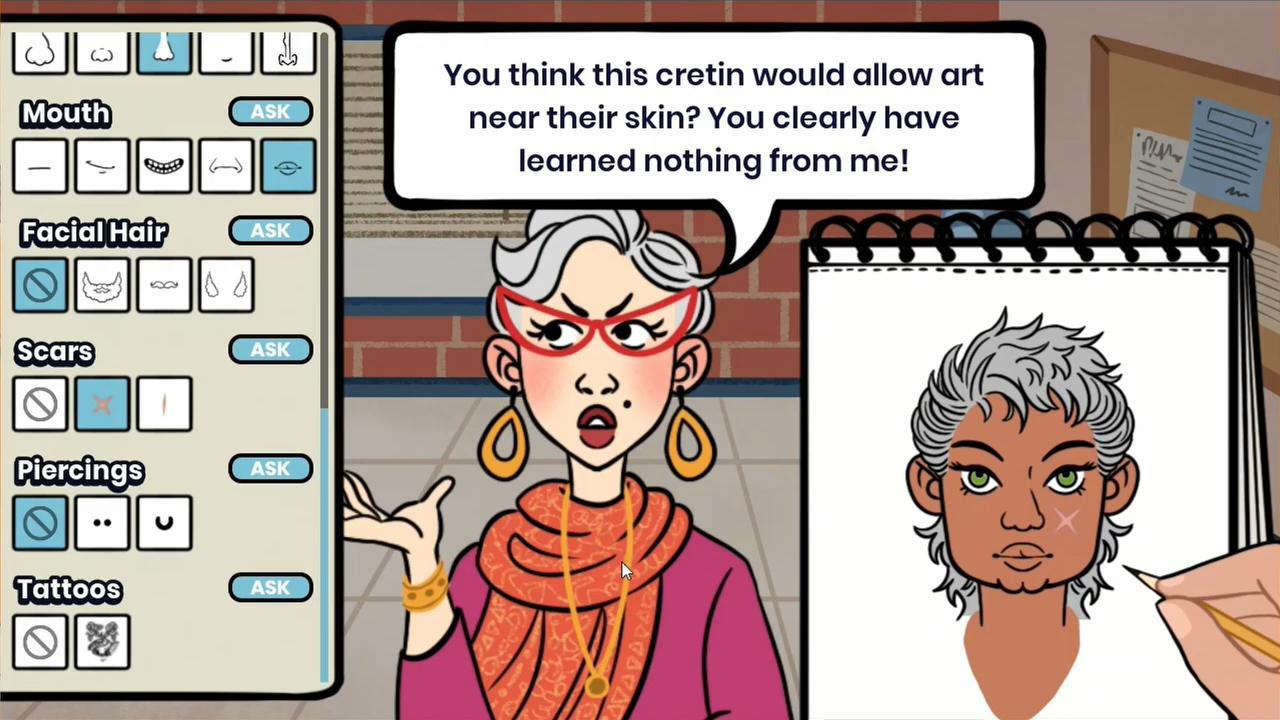 You think this cretin would allow art
near their skin? You clearly have
learned nothing from me!
Mouth ASK
Facial Hair ASK
Scars ASK
Piercings ASK
Tattoos ASK